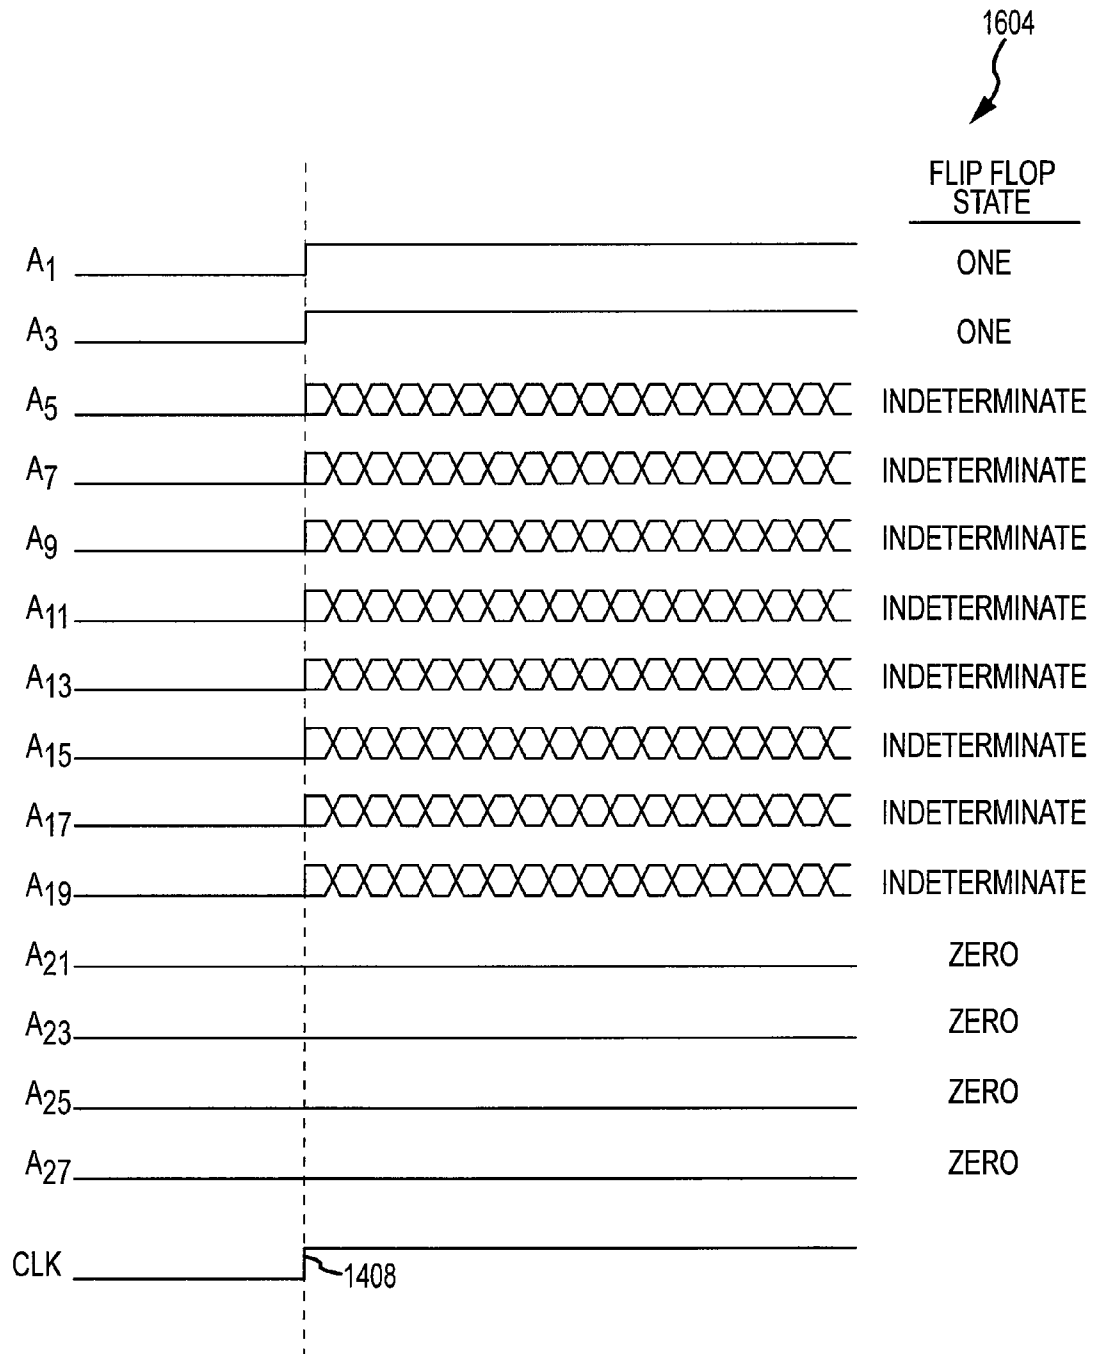 1604
FLIP FLOP
STATE
A1 ONE
A3 ONE
A5 INDETERMINATE
A7 INDETERMINATE
A9 INDETERMINATE
A11 INDETERMINATE
A13 INDETERMINATE
A15 INDETERMINATE
A17 INDETERMINATE
A19 INDETERMINATE
A21 ZERO
A23 ZERO
A25 ZERO
A27 ZERO
CLK 1408